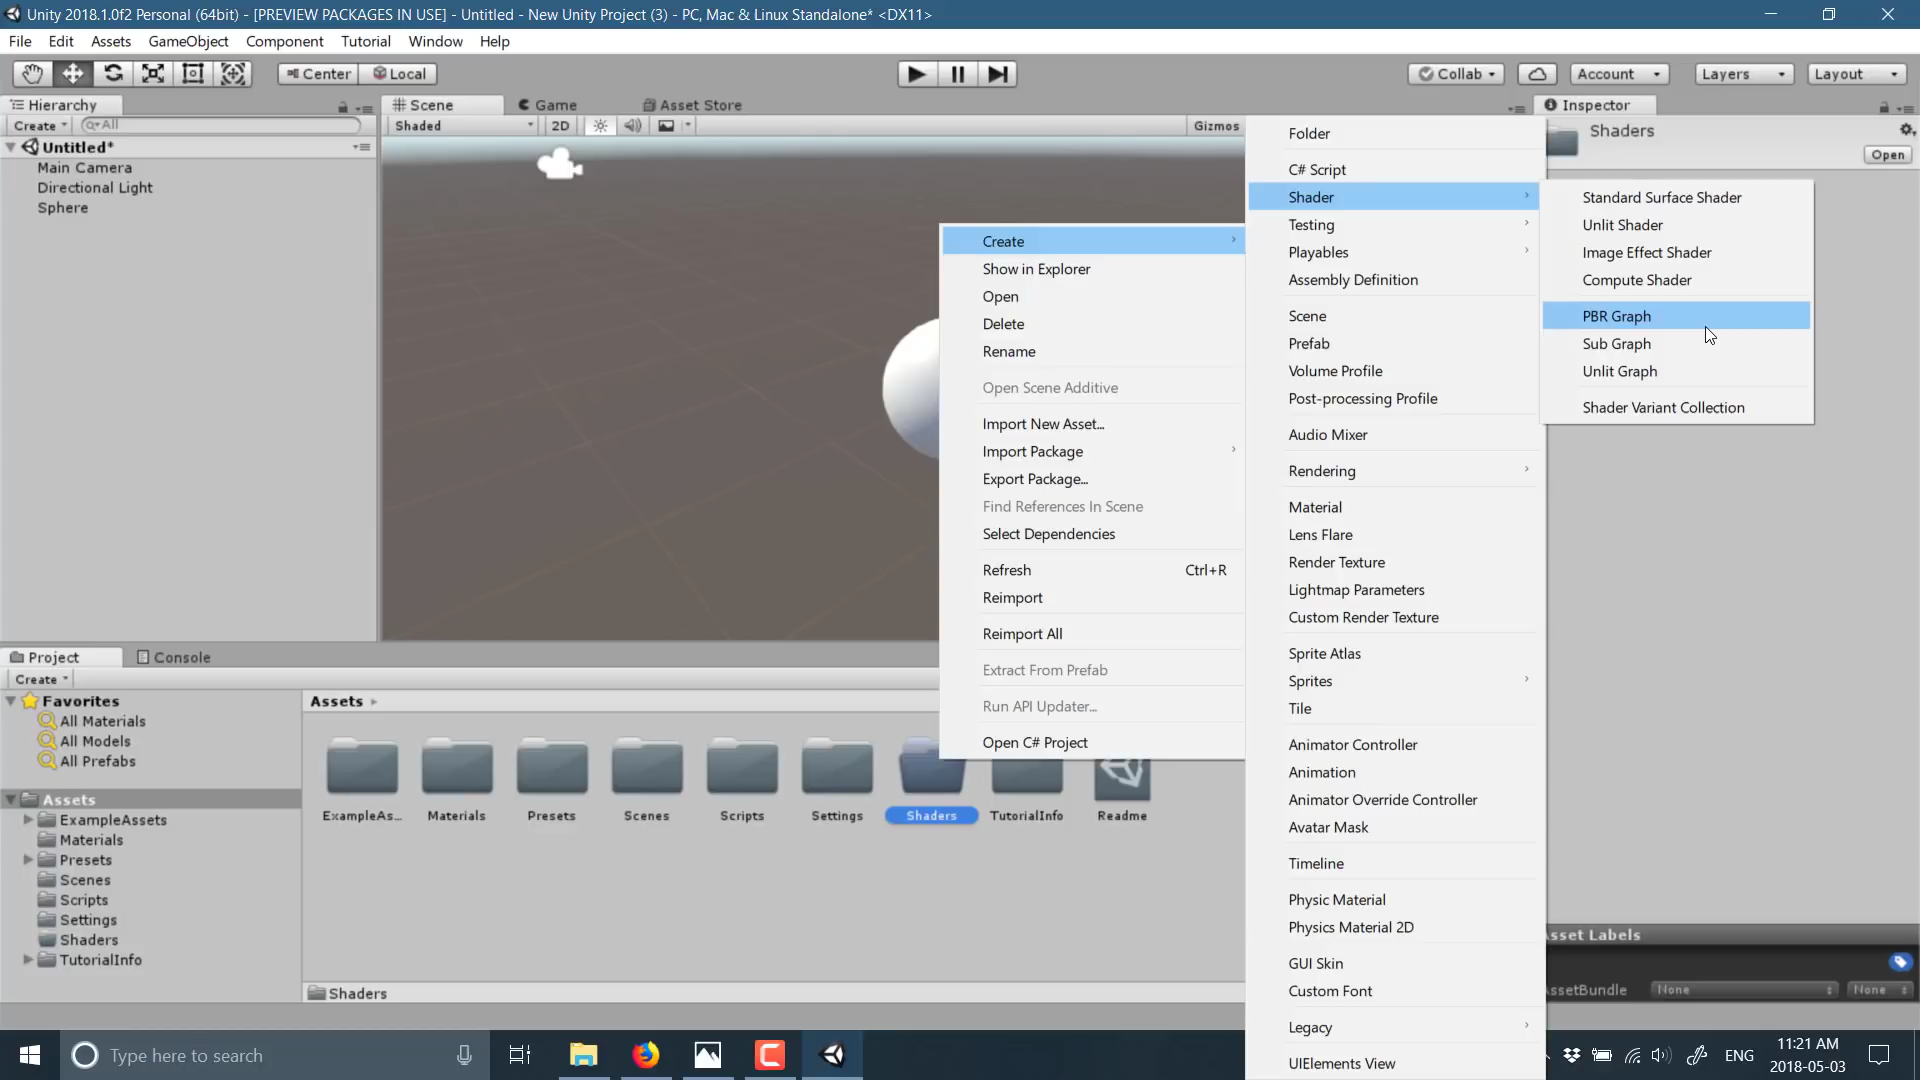 Unity 2018.1.0f2 Personal (64bit) - [PREVIEW PACKAGES IN USE] - Untitled - New Unity Project (3) - PC, Mac & Linux Standalone* <DX11>
File Edit Assets GameObject Component Tutorial Window Help
Center Local Collab Account Layers Layout
Hierarchy
Create All
Untitled*
Main Camera
Directional Light
Sphere
Scene Game Asset Store
Shaded 2D Gizmos
Inspector
Shaders
Open
Create
Show in Explorer
Open
Delete
Rename
Open Scene Additive
Import New Asset...
Import Package
Export Package...
Find References In Scene
Select Dependencies
Refresh Ctrl+R
Reimport
Reimport All
Extract From Prefab
Run API Updater...
Open C# Project
Folder
C# Script
Shader
Testing
Playables
Assembly Definition
Scene
Prefab
Volume Profile
Post-processing Profile
Audio Mixer
Rendering
Material
Lens Flare
Render Texture
Lightmap Parameters
Custom Render Texture
Sprite Atlas
Sprites
Tile
Animator Controller
Animation
Animator Override Controller
Avatar Mask
Timeline
Physic Material
Physics Material 2D
GUI Skin
Custom Font
Legacy
UIElements View
Standard Surface Shader
Unlit Shader
Image Effect Shader
Compute Shader
PBR Graph
Sub Graph
Unlit Graph
Shader Variant Collection
Project Console
Create
Favorites
All Materials
All Models
All Prefabs
Assets
ExampleAssets
Materials
Presets
Scenes
Scripts
Settings
Shaders
TutorialInfo
Assets
ExampleAs... Materials Presets Scenes Scripts Settings Shaders TutorialInfo Readme
Shaders
Asset Labels
AssetBundle None None
Type here to search
ENG
11:21 AM
2018-05-03